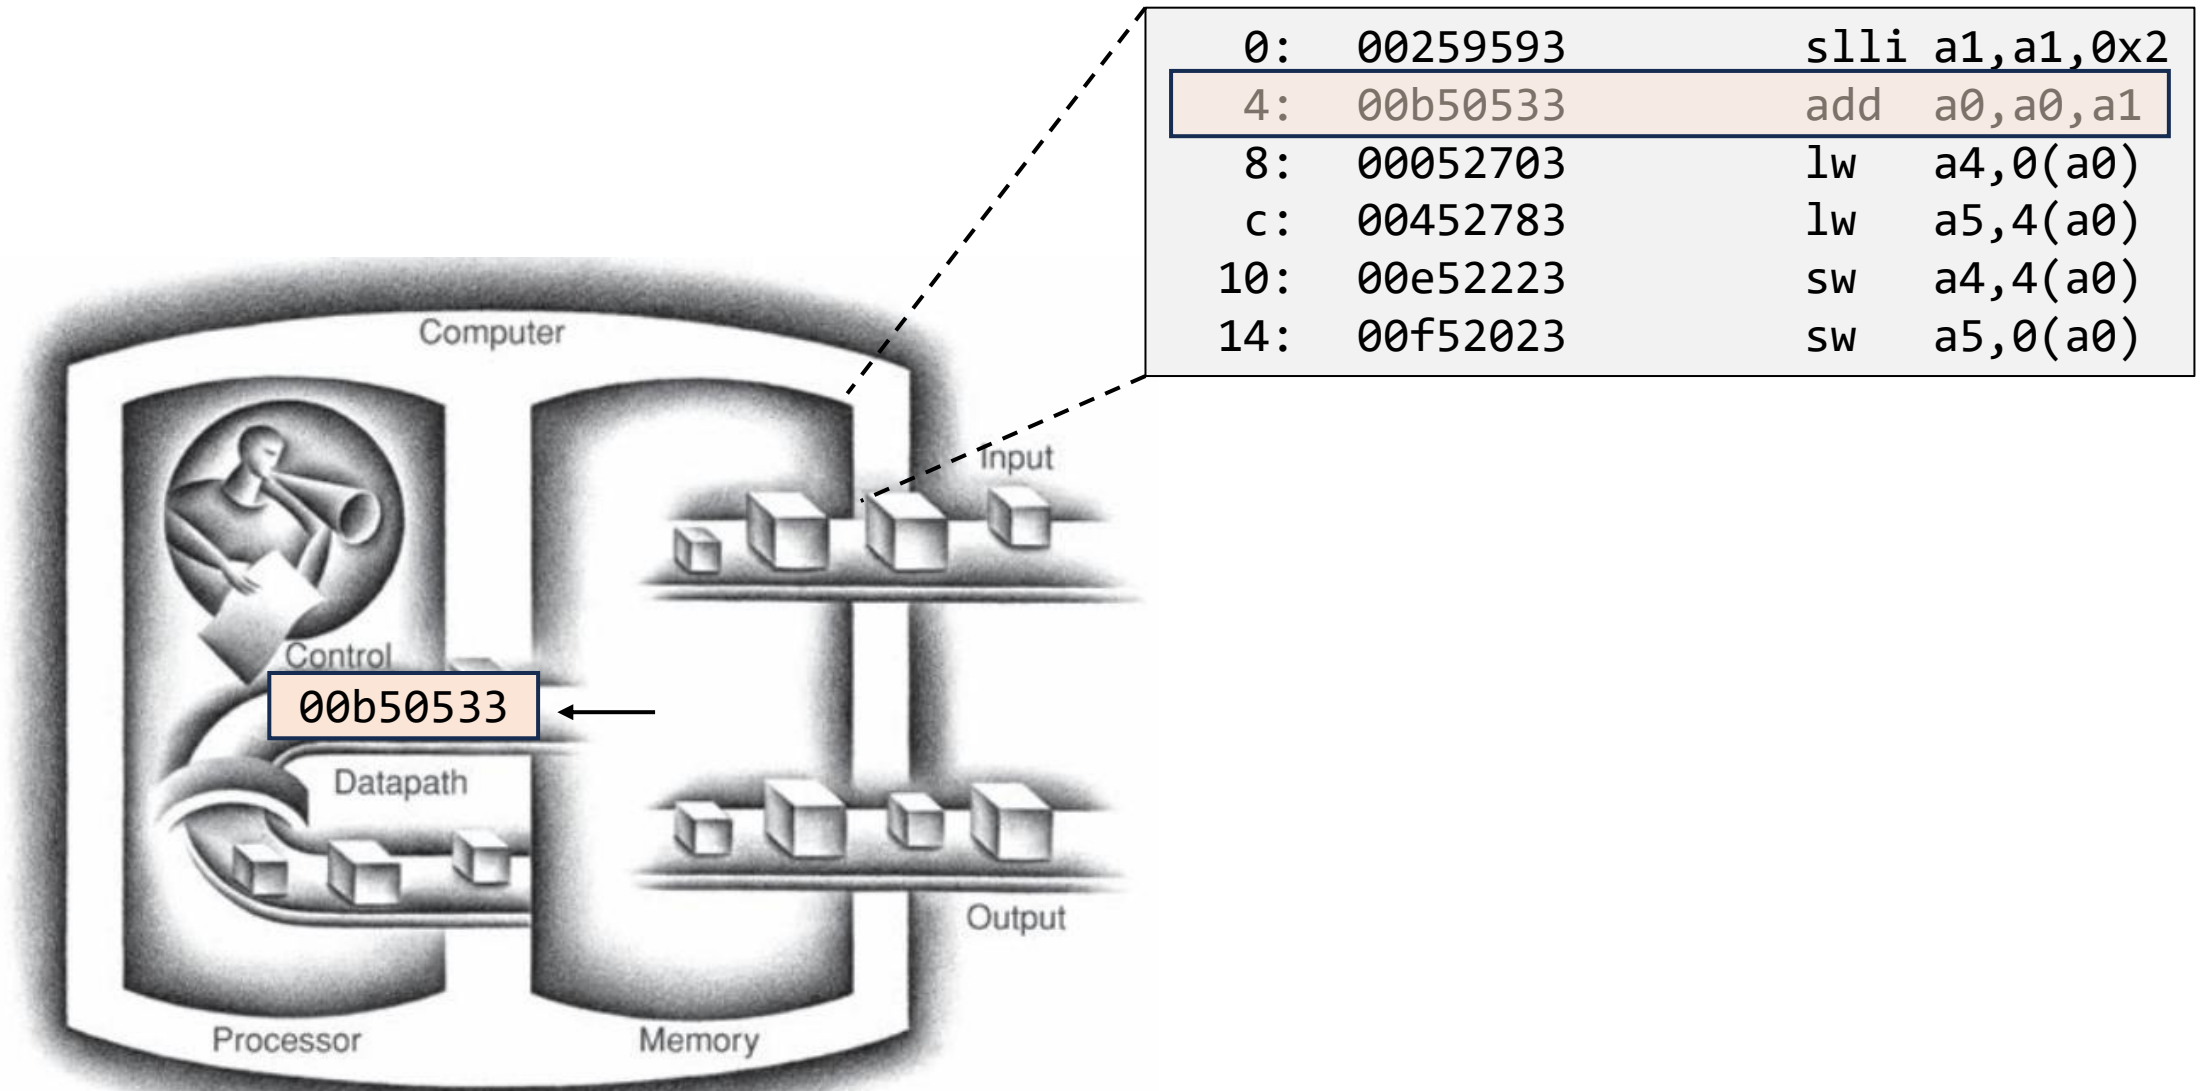 0: 00259593 slli a1,a1,0x2
4: 00b50533 add a0,a0,a1
8: 00052703 lw a4,0(a0)
c: 00452783 lw a5,4(a0)
10: 00e52223 sw a4,4(a0)
14: 00f52023 sw a5,0(a0)
Computer
Input
Control
00b50533
Datapath
Output
Processor
Memory